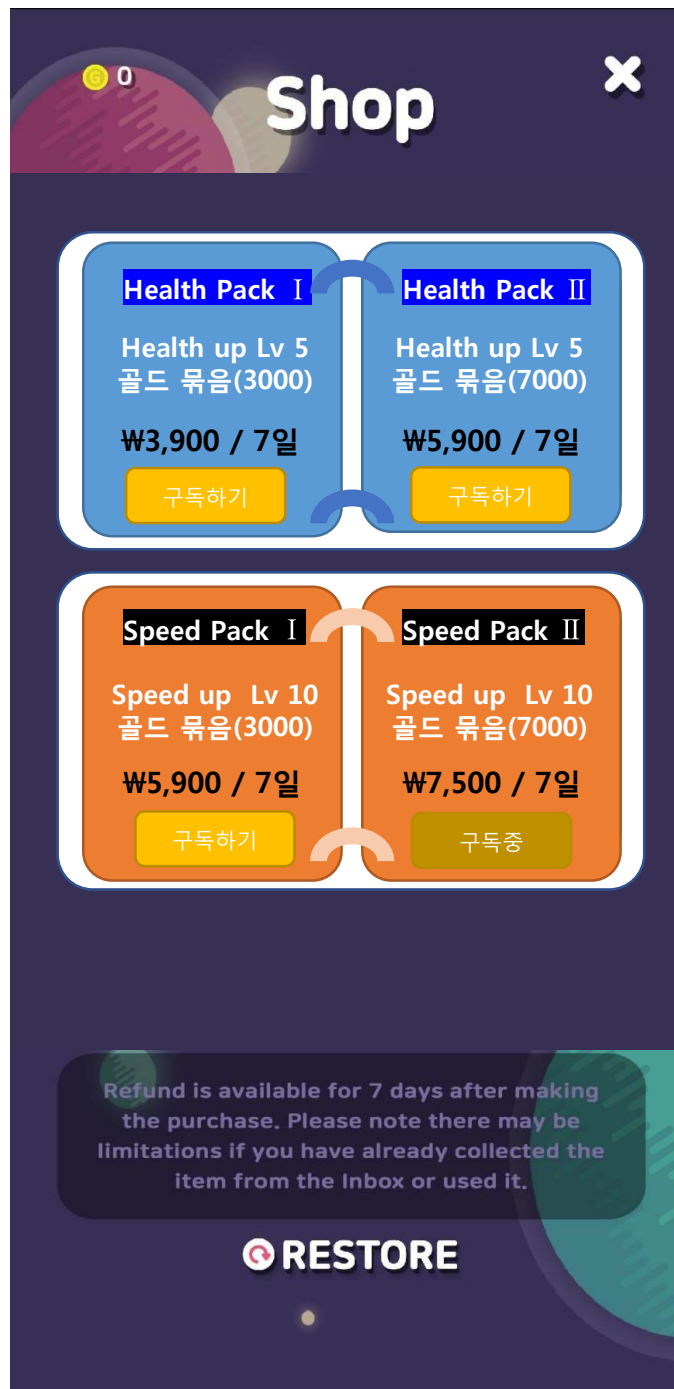 0
Shop
Health Pack Ⅰ
Health up Lv 5
골드 묶음(3000)
₩3,900 / 7일
구독하기
Health Pack Ⅱ
Health up Lv 5
골드 묶음(7000)
₩5,900 / 7일
구독하기
Speed Pack Ⅰ
Speed up Lv 10
골드 묶음(3000)
₩5,900 / 7일
구독하기
Speed Pack Ⅱ
Speed up Lv 10
골드 묶음(7000)
₩7,500 / 7일
구독중
Refund is available for 7 days after making
the purchase. Please note there may be
limitations if you have already collected the
item from the Inbox or used it.
RESTORE